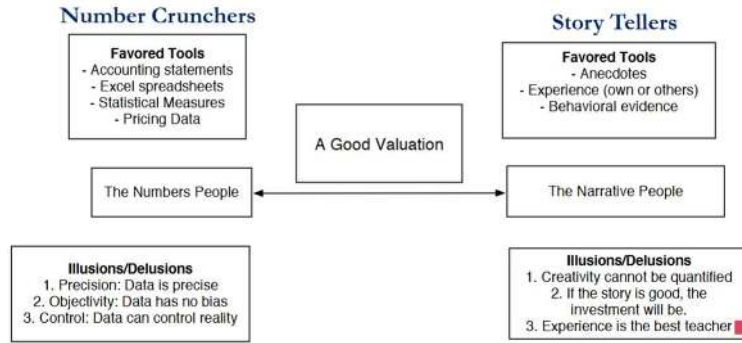 Number Crunchers
Story Tellers
Favored Tools
- Accounting statements
- Excel spreadsheets
- Statistical Measures
- Pricing Data
Favored Tools
- Anecdotes
- Experience (own or others)
- Behavioral evidence
A Good Valuation
The Numbers People
The Narrative People
Illusions/Delusions
1. Precision: Data is precise
2. Objectivity: Data has no bias
3. Control: Data can control reality
Illusions/Delusions
1. Creativity cannot be quantified
2. If the story is good, the
investment will be.
3. Experience is the best teacher